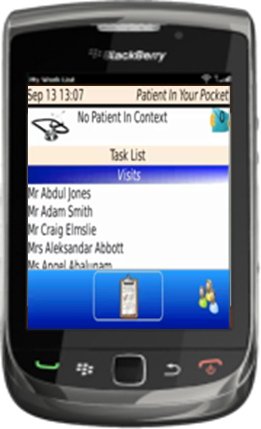 BlackBerry
My Work List
Sep 13 13:07 Patient In Your Pocket
No Patient In Context
0
Task List
Visits
Mr Abdul Jones
Mr Adam Smith
Mr Craig Elmslie
Mrs Aleksandar Abbott
Ms Angel Abalunam